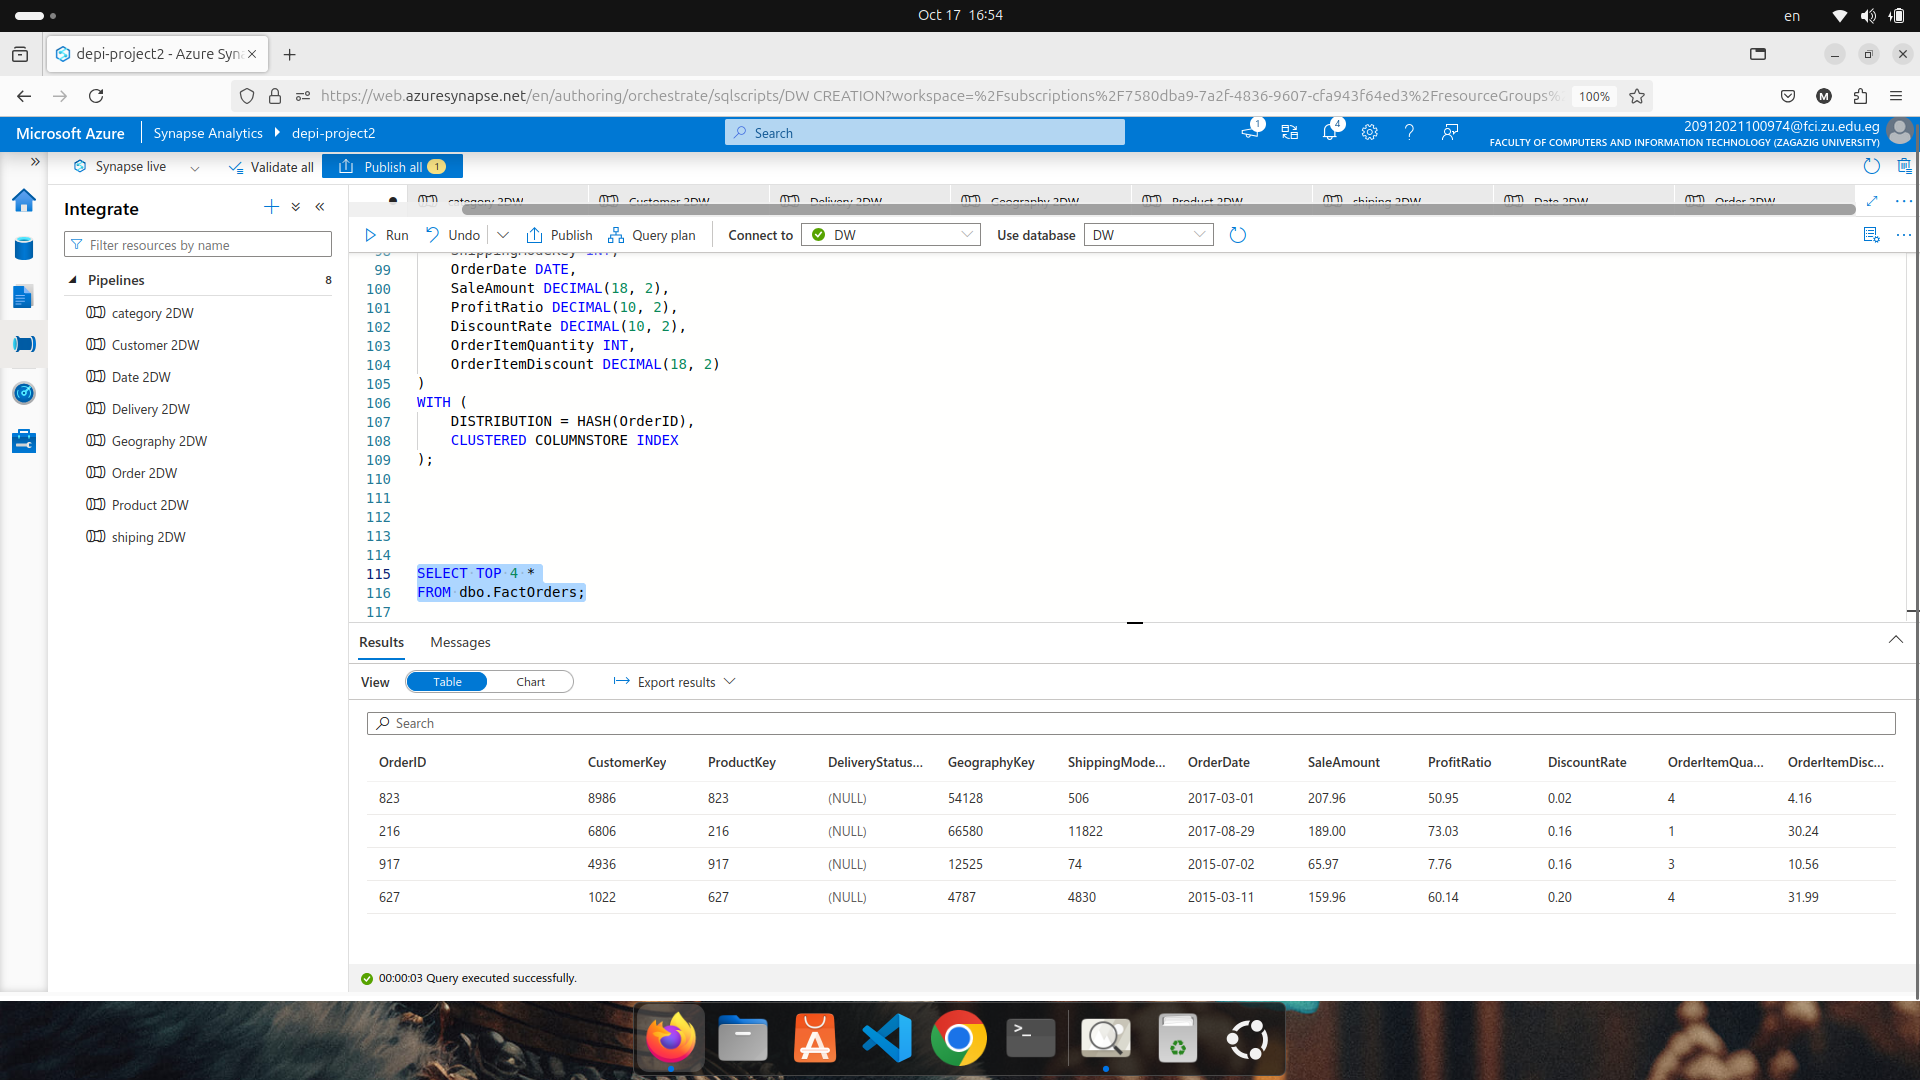 Oct 17 16:54
en
depi-project2 - Azure Syn
https://web.azuresynapse.net/en/authoring/orchestrate/sqlscripts/DW CREATION?workspace=%2Fsubscriptions%2F7580dba9-7a2f-4836-9607-cfa943f64ed3%2FresourceGroups%
100%
M
Microsoft Azure
Synapse Analytics
depi-project2
Search
1
4
20912021100974@fci.zu.edu.eg
FACULTY OF COMPUTERS AND INFORMATION TECHNOLOGY (ZAGAZIG UNIVERSITY)
Synapse live
Validate all
Publish all 1
Integrate
Filter resources by name
Pipelines 8
category 2DW
Customer 2DW
Date 2DW
Delivery 2DW
Geography 2DW
Order 2DW
Product 2DW
shiping 2DW
category 2DW
Customer 2DW
Delivery 2DW
Geography 2DW
Product 2DW
shiping 2DW
Date 2DW
Order 2DW
Run Undo Publish Query plan Connect to DW Use database DW
98 ShippingModeKey INT,
99 OrderDate DATE,
100 SaleAmount DECIMAL(18, 2),
101 ProfitRatio DECIMAL(10, 2),
102 DiscountRate DECIMAL(10, 2),
103 OrderItemQuantity INT,
104 OrderItemDiscount DECIMAL(18, 2)
105 )
106 WITH (
107 DISTRIBUTION = HASH(OrderID),
108 CLUSTERED COLUMNSTORE INDEX
109 );
110
111
112
113
114
115 SELECT TOP 4 *
116 FROM dbo.FactOrders;
117
Results Messages
View Table Chart Export results
Search
OrderID CustomerKey ProductKey DeliveryStatus... GeographyKey ShippingMode... OrderDate SaleAmount ProfitRatio DiscountRate OrderItemQua... OrderItemDisc...
823 8986 823 (NULL) 54128 506 2017-03-01 207.96 50.95 0.02 4 4.16
216 6806 216 (NULL) 66580 11822 2017-08-29 189.00 73.03 0.16 1 30.24
917 4936 917 (NULL) 12525 74 2015-07-02 65.97 7.76 0.16 3 10.56
627 1022 627 (NULL) 4787 4830 2015-03-11 159.96 60.14 0.20 4 31.99
00:00:03 Query executed successfully.